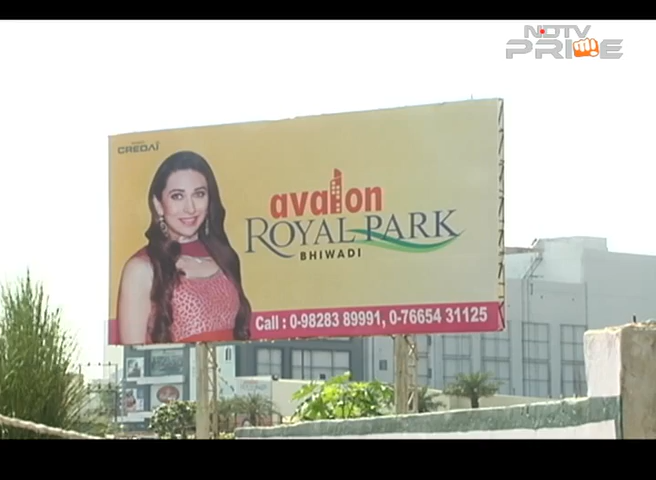 NDTV
PRIME
CREDAI
avalon
ROYAL PARK
BHIWADI
Call : 0-98283 89991, 0-76654 31125